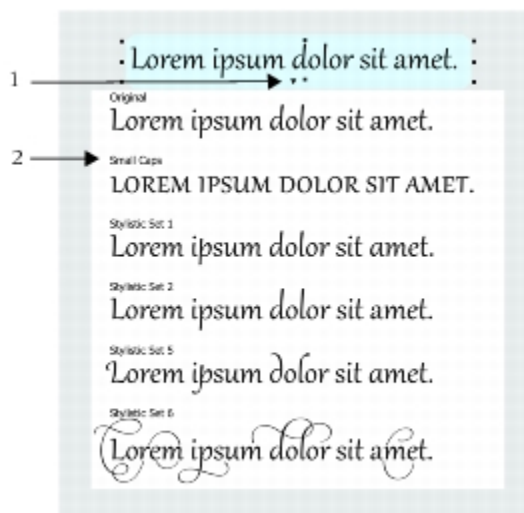 Lorem ipsum dolor sit amet.
1
Original
Lorem ipsum dolor sit amet.
2
Small Caps
LOREM IPSUM DOLOR SIT AMET.
Stylistic Set 1
Lorem ipsum dolor sit amet.
Stylistic Set 2
Lorem ipsum dolor sit amet.
Stylistic Set 5
Lorem ipsum dolor sit amet.
Stylistic Set 6
Lorem ipsum dolor sit amet.